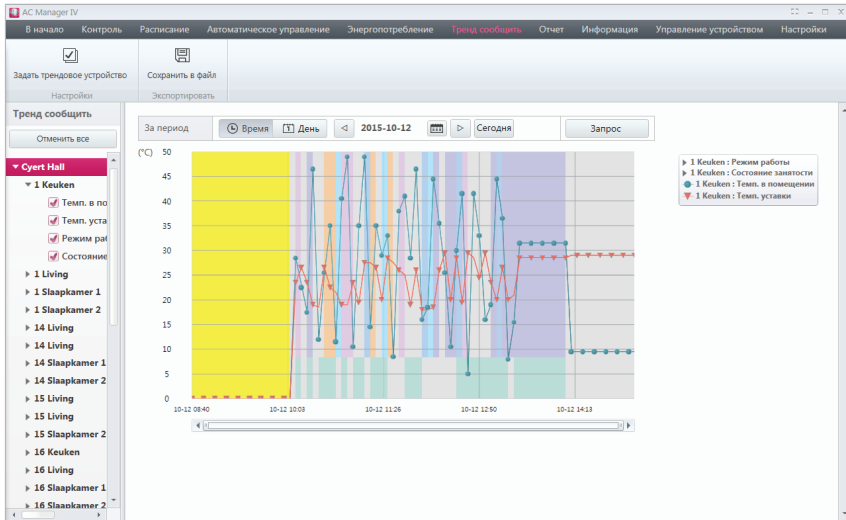 AC Manager IV
В начало Контроль Расписание Автоматическое управление Энергопотребление Тренд сообщить Отчет Информация Управление устройством Настройки
Задать трендовое устройство Сохранить в файл
Настройки Экспортировать
Тренд сообщить
Отменить все
Cyert Hall
1 Keuken
Темп. в по
Темп. уста
Режим раб
Состояние
1 Living
1 Slaapkamer 1
1 Slaapkamer 2
14 Living
14 Living
14 Slaapkamer 1
14 Slaapkamer 2
15 Living
15 Living
15 Slaapkamer 2
16 Keuken
16 Living
16 Slaapkamer 1
16 Slaapkamer 2
За период Время 1 День 2015-10-12 Сегодня Запрос
(°C) 50
45
40
35
30
25
20
15
10
5
0
10-12 08:40 10-12 10:03 10-12 11:26 10-12 12:50 10-12 14:13
1 Keuken : Режим работы
1 Keuken : Состояние занятости
1 Keuken : Темп. в помещении
1 Keuken : Темп. уставки